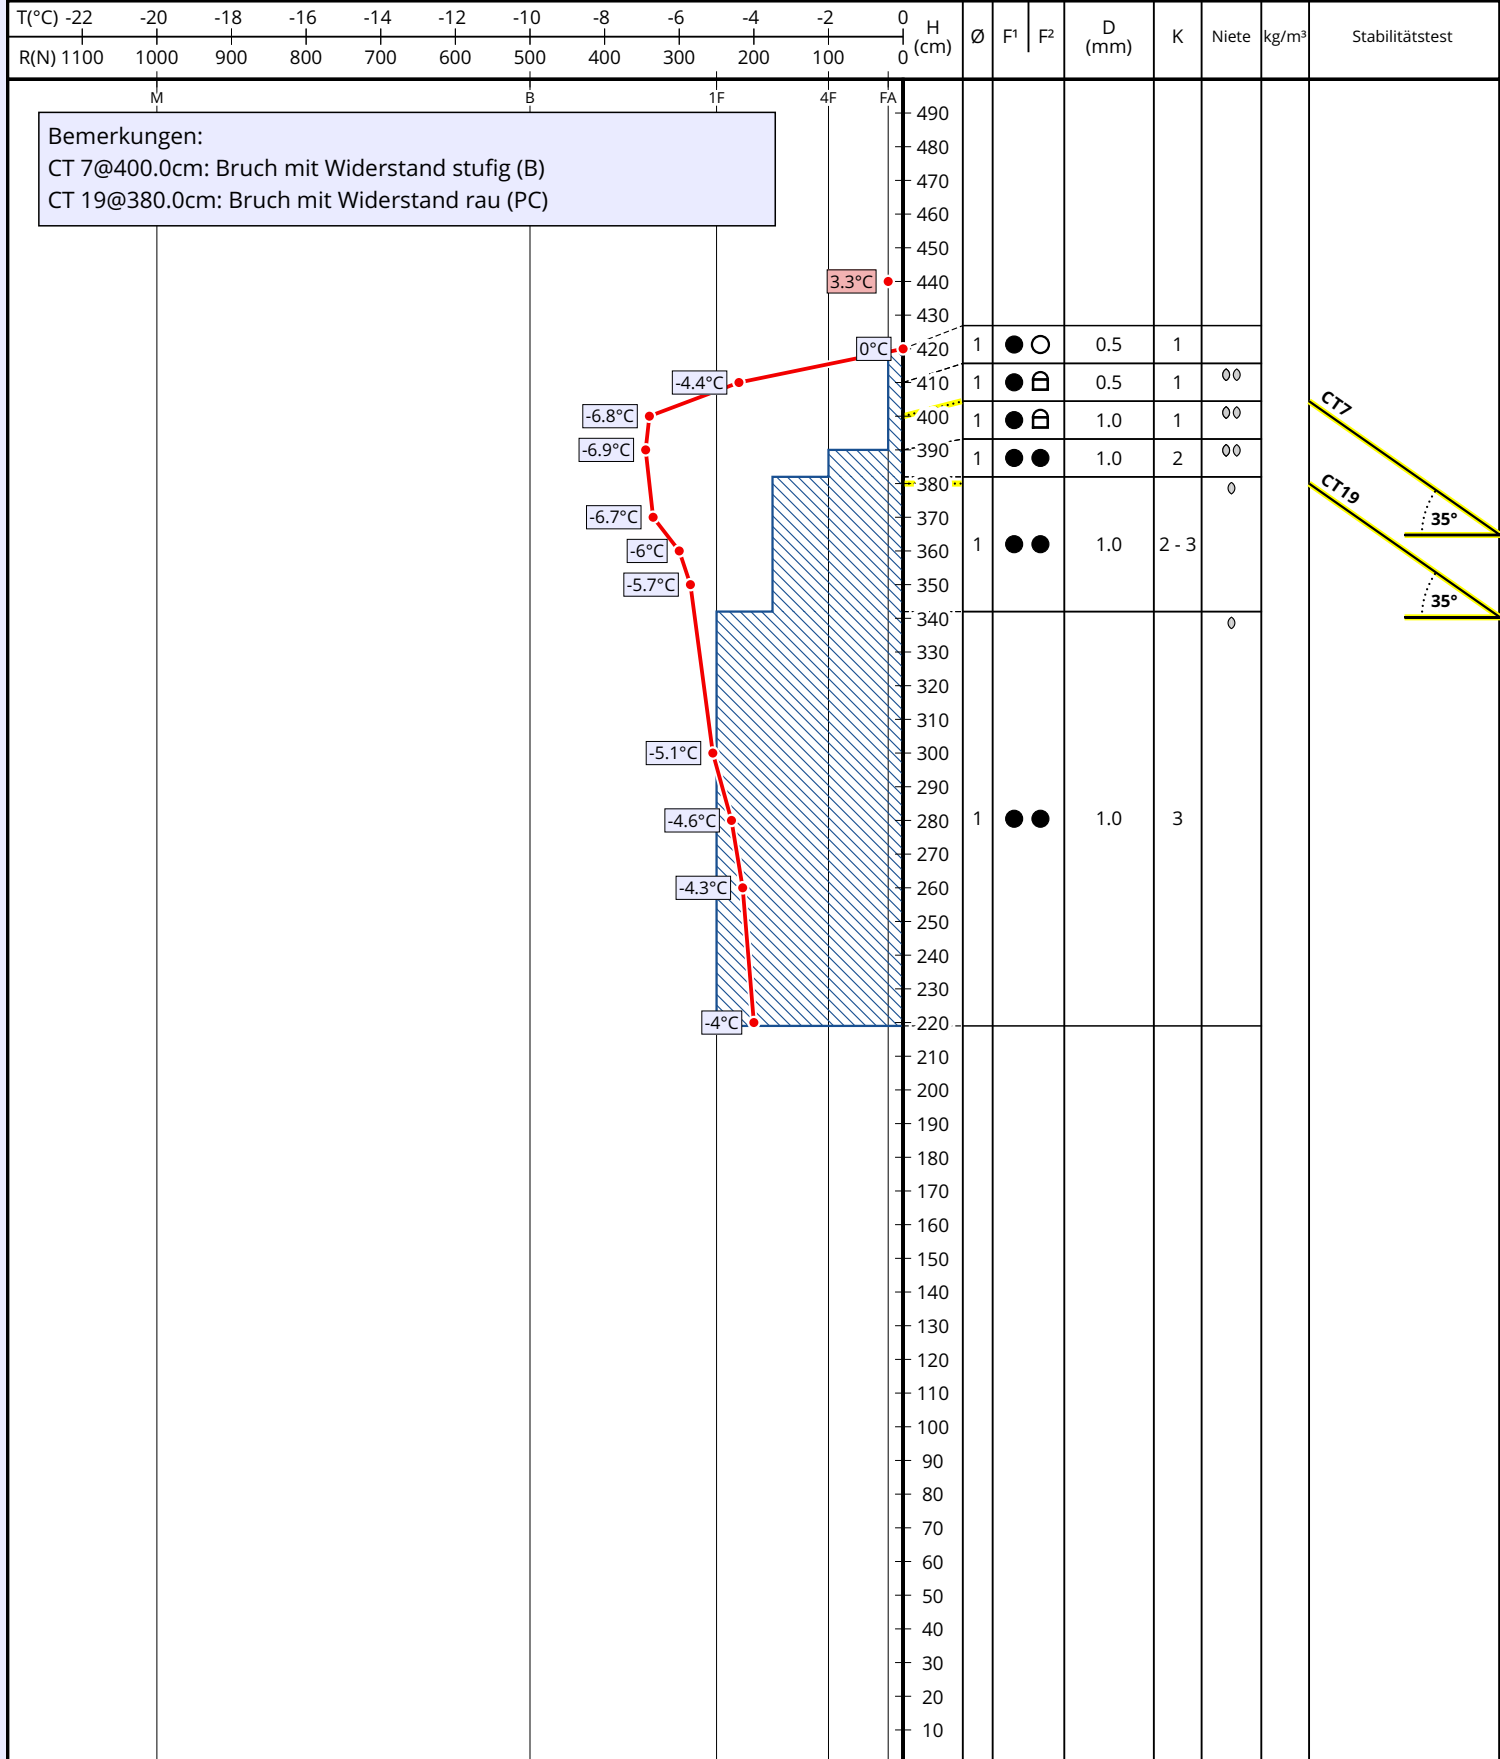 T(°C) -22 -20 -18 -16 -14 -12 -10 -8 -6 -4 -2 0
R(N) 1100 1000 900 800 700 600 500 400 300 200 100 0
H (cm) Ø F¹ F² D (mm) K Niete kg/m³ Stabilitätstest
M B 1F 4F FA
Bemerkungen:
CT 7@400.0cm: Bruch mit Widerstand stufig (B)
CT 19@380.0cm: Bruch mit Widerstand rau (PC)
490
480
470
460
450
3.3°C 440
430
0°C 420 1 0.5 1
-4.4°C 410 1 0.5 1
-6.8°C 400 1 1.0 1 CT7
-6.9°C 390 1 1.0 2
380 CT19
-6.7°C 370 35°
-6°C 360 1 1.0 2 - 3
-5.7°C 350 35°
340
330
320
310
-5.1°C 300
290
-4.6°C 280 1 1.0 3
270
-4.3°C 260
250
240
230
-4°C 220
210
200
190
180
170
160
150
140
130
120
110
100
90
80
70
60
50
40
30
20
10